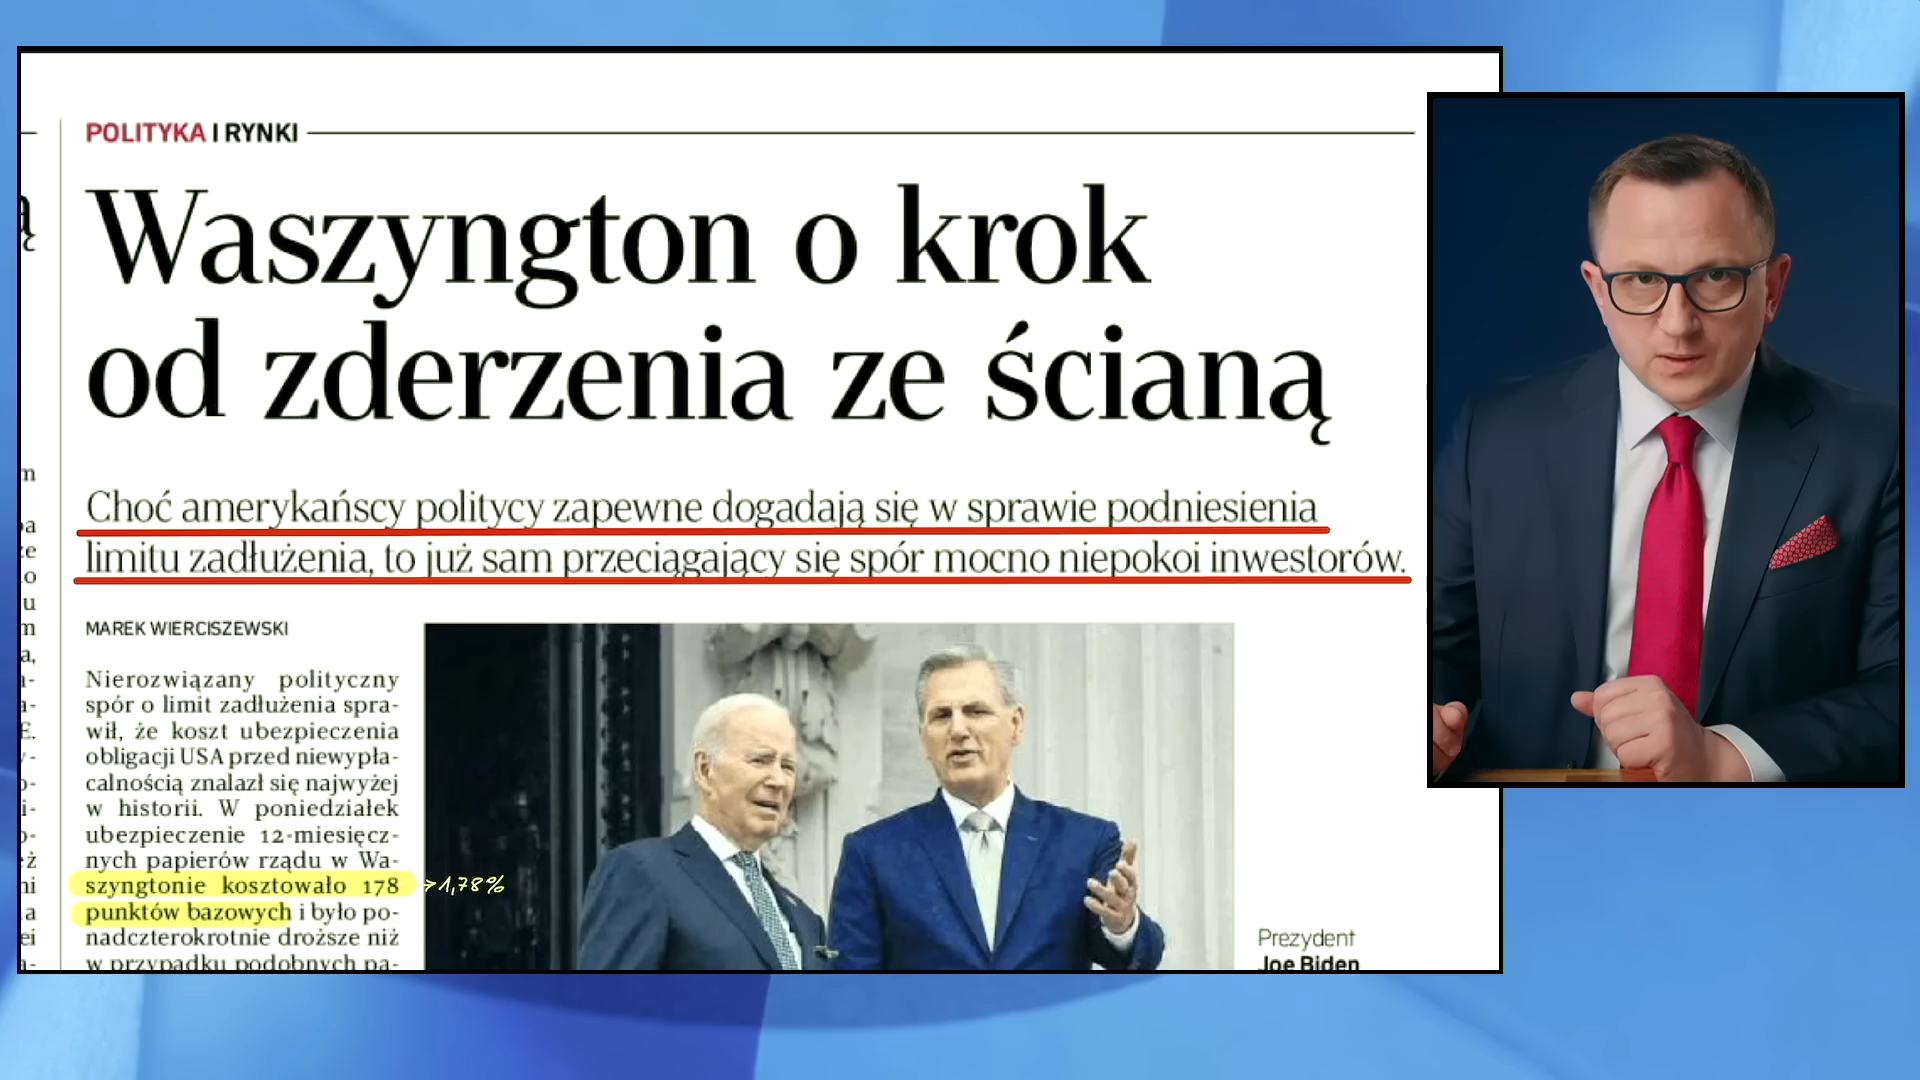 POLITYKA I RYNKI
Waszyngton o krok
od zderzenia ze ścianą
Choć amerykańscy politycy zapewne dogadają się w sprawie podniesienia
limitu zadłużenia, to już sam przeciągający się spór mocno niepokoi inwestorów.
MAREK WIERCISZEWSKI
Nierozwiązany polityczny
spór o limit zadłużenia spra-
wił, że koszt ubezpieczenia
obligacji USA przed niewypła-
calnością znalazł się najwyżej
w historii. W poniedziałek
ubezpieczenie 12-miesięcz-
nych papierów rządu w Wa-
szyngtonie kosztowało 178
→1,78%
punktów bazowych i było po-
nadczterokrotnie droższe niż
w przypadku podobnych pa-
Prezydent
Joe Biden